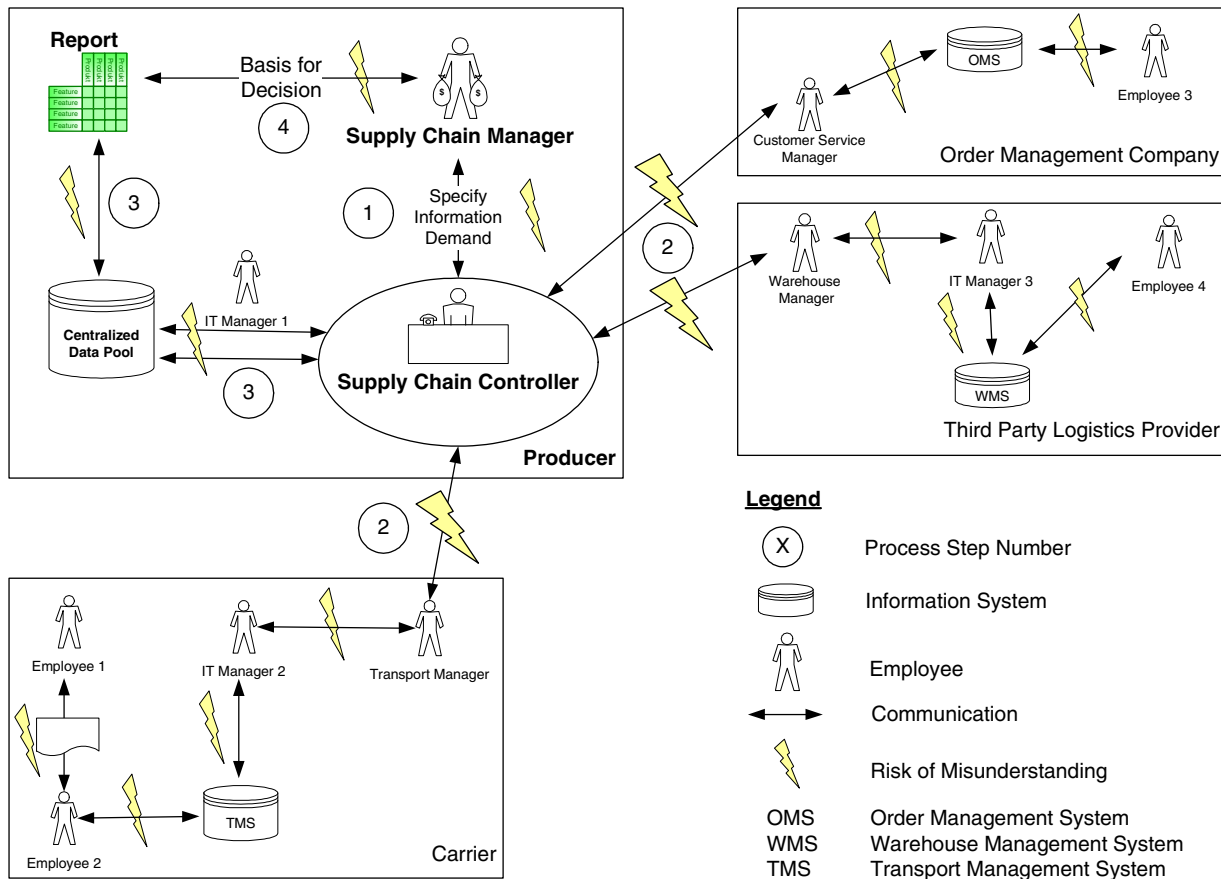 Report
Produkt
Produkt
Produkt
Produkt
Feature
Feature
Feature
Feature
Basis for
Decision
4
$
$
Supply Chain Manager
3
1
Specify
Information
Demand
IT Manager 1
Centralized
Data Pool
3
Supply Chain Controller
Producer
2
2
OMS
Employee 3
Customer Service
Manager
Order Management Company
Warehouse
Manager
IT Manager 3
Employee 4
WMS
Third Party Logistics Provider
Employee 1
IT Manager 2
Transport Manager
TMS
Employee 2
Carrier
Legend
X
Process Step Number
Information System
Employee
Communication
Risk of Misunderstanding
OMS Order Management System
WMS Warehouse Management System
TMS Transport Management System